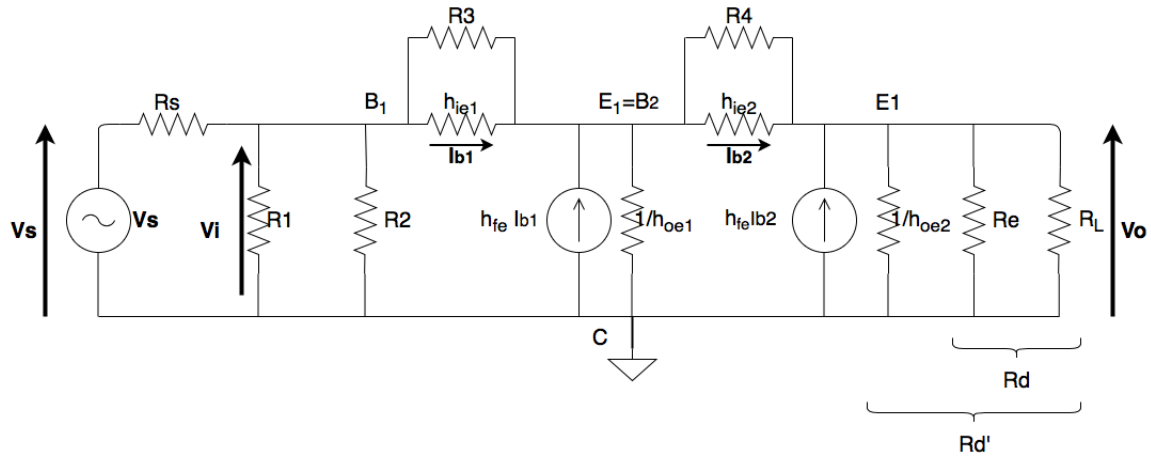 R3
R4
Rs
B1
hie1
E1=B2
hie2
E1
Ib1
Ib2
Vs
Vs
Vi
R1
R2
hfe Ib1
1/hoe1
hfeIb2
1/hoe2
Re
RL
Vo
C
Rd
Rd'